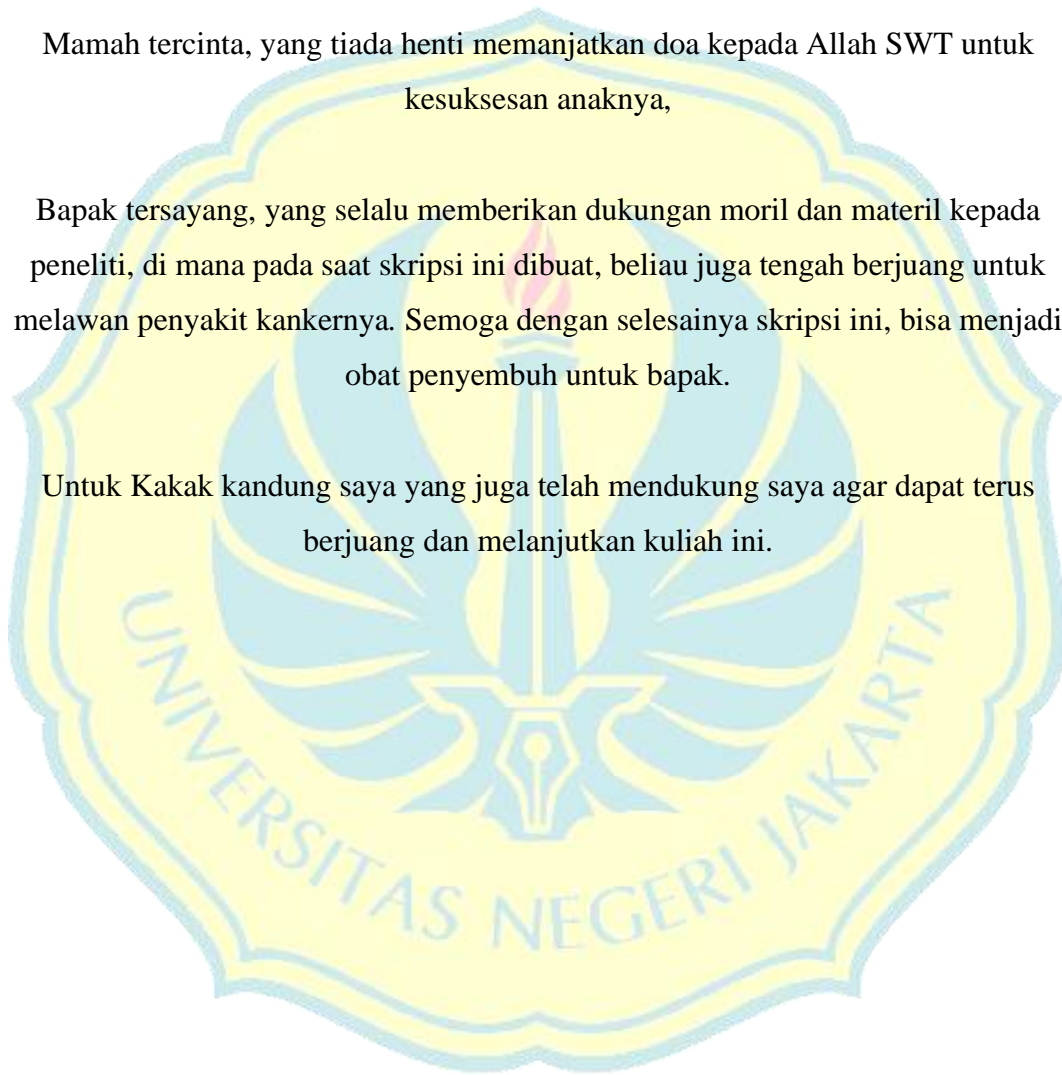 Mamah tercinta, yang tiada henti memanjatkan doa kepada Allah SWT untuk
kesuksesan anaknya,
Bapak tersayang, yang selalu memberikan dukungan moril dan materil kepada
peneliti, di mana pada saat skripsi ini dibuat, beliau juga tengah berjuang untuk
melawan penyakit kankernya. Semoga dengan selesainya skripsi ini, bisa menjadi
obat penyembuh untuk bapak.
Untuk Kakak kandung saya yang juga telah mendukung saya agar dapat terus
berjuang dan melanjutkan kuliah ini.
UNIVERSITAS NEGERI JAKARTA